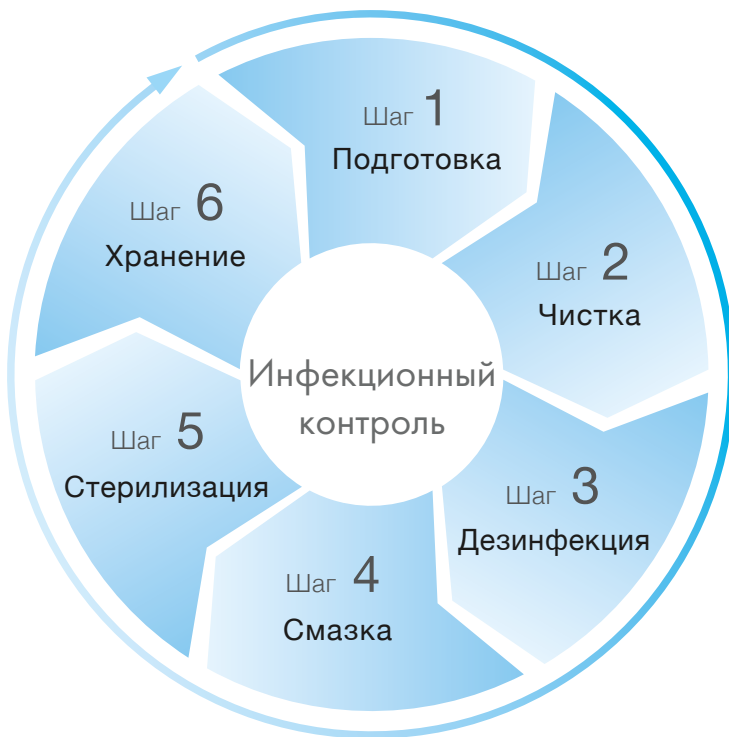 Шаг 1
Подготовка
Шаг 2
Чистка
Шаг 3
Дезинфекция
Шаг 4
Смазка
Шаг 5
Стерилизация
Шаг 6
Хранение
Инфекционный
контроль